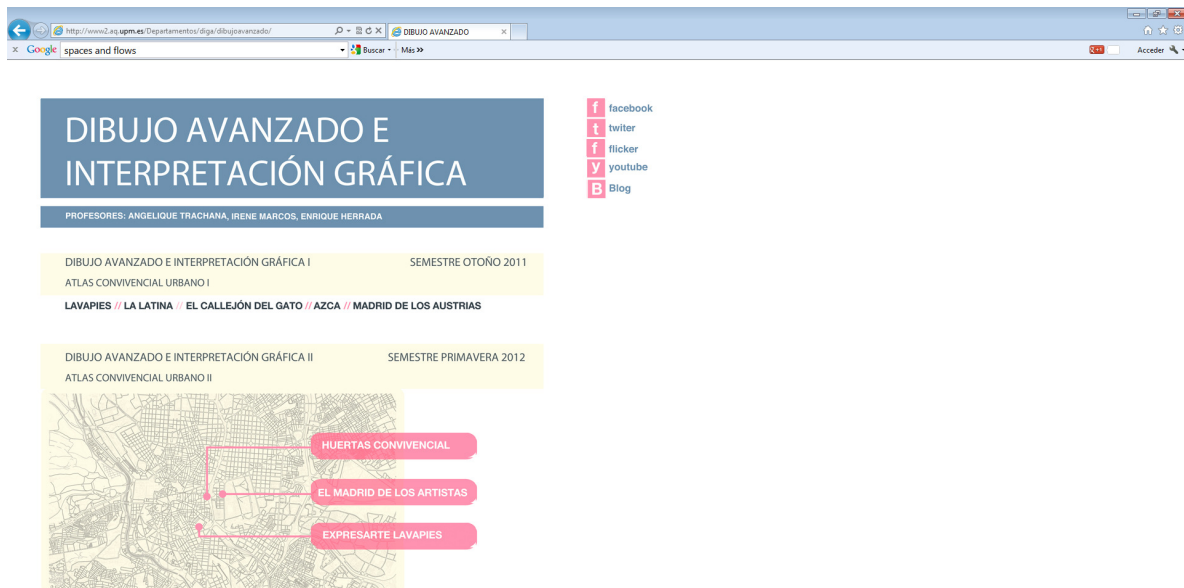 http://www2.aq.upm.es/Departamentos/diga/dibujoavanzado/
DIBUJO AVANZADO
x Google spaces and flows Buscar Más »
+1 Acceder
DIBUJO AVANZADO E
INTERPRETACIÓN GRÁFICA
PROFESORES: ANGELIQUE TRACHANA, IRENE MARCOS, ENRIQUE HERRADA
f facebook
t twiter
f flicker
y youtube
B Blog
DIBUJO AVANZADO E INTERPRETACIÓN GRÁFICA I SEMESTRE OTOÑO 2011
ATLAS CONVIVENCIAL URBANO I
LAVAPIES // LA LATINA // EL CALLEJÓN DEL GATO // AZCA // MADRID DE LOS AUSTRIAS
DIBUJO AVANZADO E INTERPRETACIÓN GRÁFICA II SEMESTRE PRIMAVERA 2012
ATLAS CONVIVENCIAL URBANO II
HUERTAS CONVIVENCIAL
EL MADRID DE LOS ARTISTAS
EXPRESARTE LAVAPIES